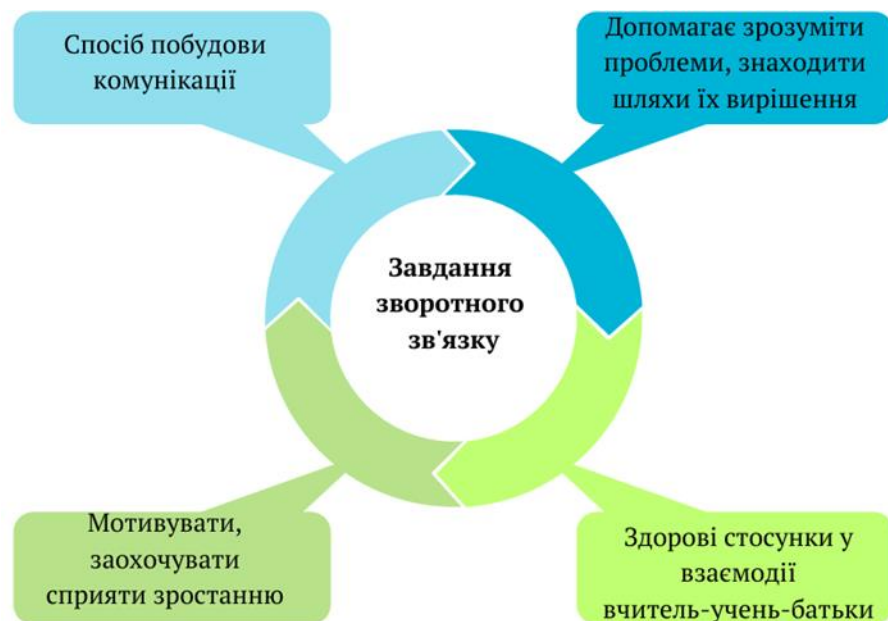 Спосіб побудови
комунікації
Допомагає зрозуміти
проблеми, знаходити
шляхи їх вирішення
Завдання
зворотного
зв'язку
Мотивувати,
заохочувати
сприяти зростанню
Здорові стосунки у
взаємодії
вчитель-учень-батьки